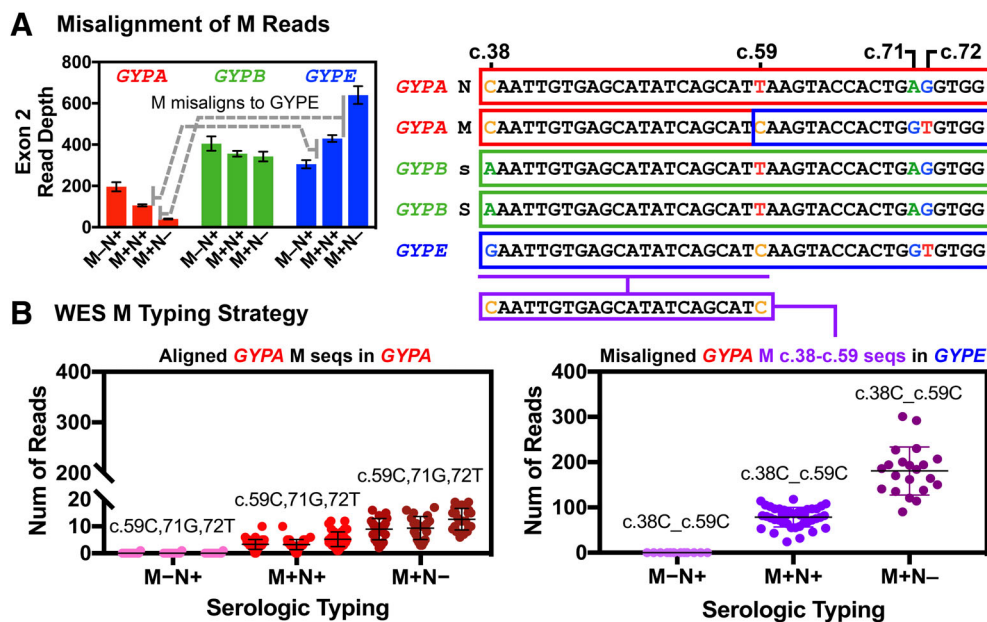 A Misalignment of M Reads
GYPA GYPB GYPE
M misaligns to GYPE
Exon 2
Read Depth
800
600
400
200
0
M−N+ M+N+ M+N− M−N+ M+N+ M+N− M−N+ M+N+ M+N−
c.38 c.59 c.71 c.72
GYPA N CAATTGTGAGCATATCAGCATTAAGTACCACTGAGGTGG
GYPA M CAATTGTGAGCATATCAGCATCAAGTACCACTGGTGTGG
GYPB s AAATTGTGAGCATATCAGCATTAAGTACCACTGAGGTGG
GYPB S AAATTGTGAGCATATCAGCATTAAGTACCACTGAGGTGG
GYPE GAATTGTGAGCATATCAGCATCAAGTACCACTGGTGTGG
CAATTGTGAGCATATCAGCATC
B WES M Typing Strategy
Aligned GYPA M seqs in GYPA
Num of Reads
400
300
200
200
20
10
0
c.59C,71G,72T
c.59C,71G,72T
c.59C,71G,72T
M−N+ M+N+ M+N−
Serologic Typing
Misaligned GYPA M c.38-c.59 seqs in GYPE
Num of Reads
400
300
200
100
0
c.38C_c.59C
c.38C_c.59C
c.38C_c.59C
M−N+ M+N+ M+N−
Serologic Typing